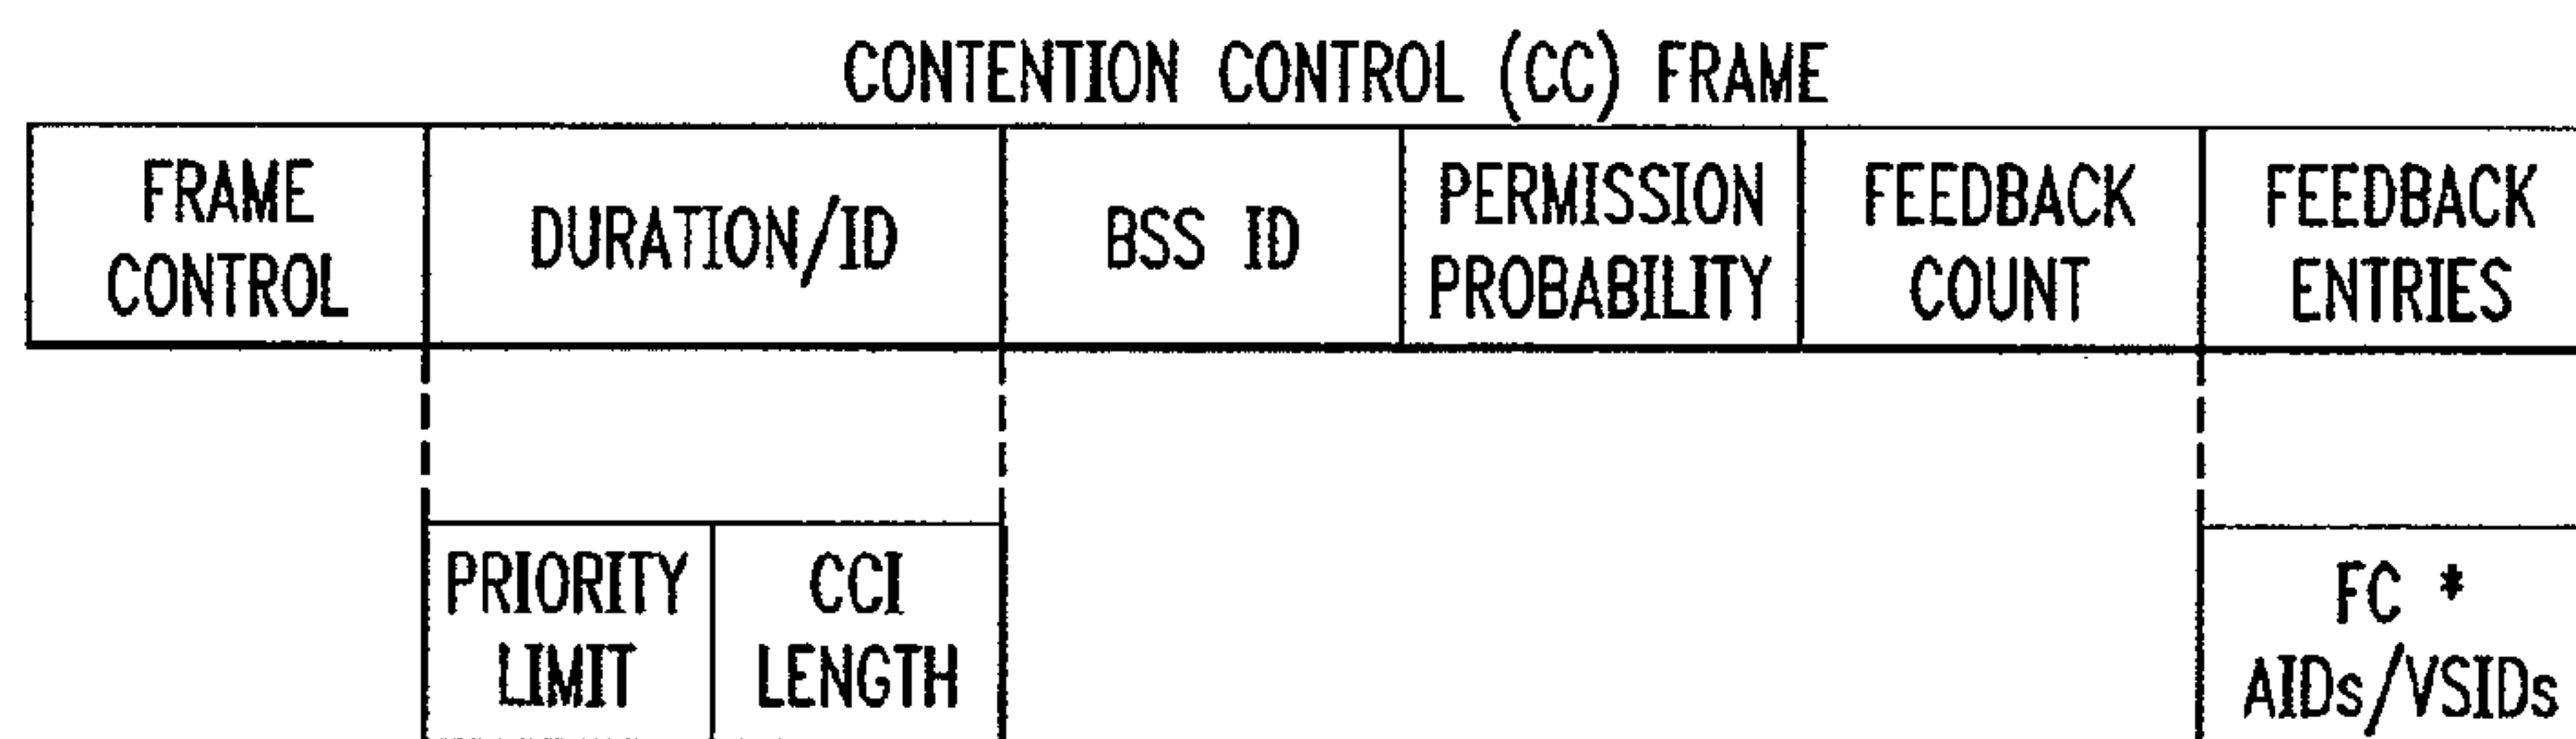 CONTENTION CONTROL (CC) FRAME
FRAME
CONTROL
DURATION/ID
BSS ID
PERMISSION
PROBABILITY
FEEDBACK
COUNT
FEEDBACK
ENTRIES
PRIORITY
LIMIT
CCI
LENGTH
FC *
AIDs/VSIDs